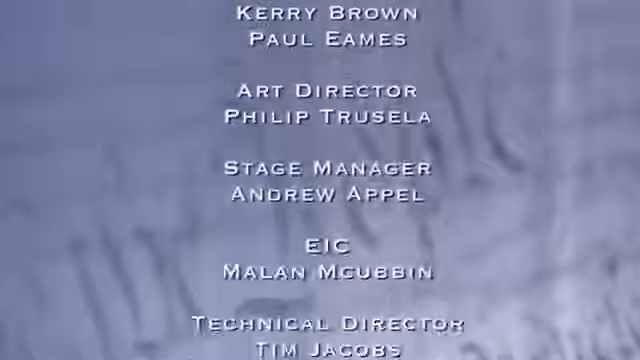 KERRY BROWN
PAUL EAMES
ART DIRECTOR
PHILIP TRUSELA
STAGE MANAGER
ANDREW APPEL
EIC
MALAN MCUBBIN
TECHNICAL DIRECTOR
TIM JACOBS